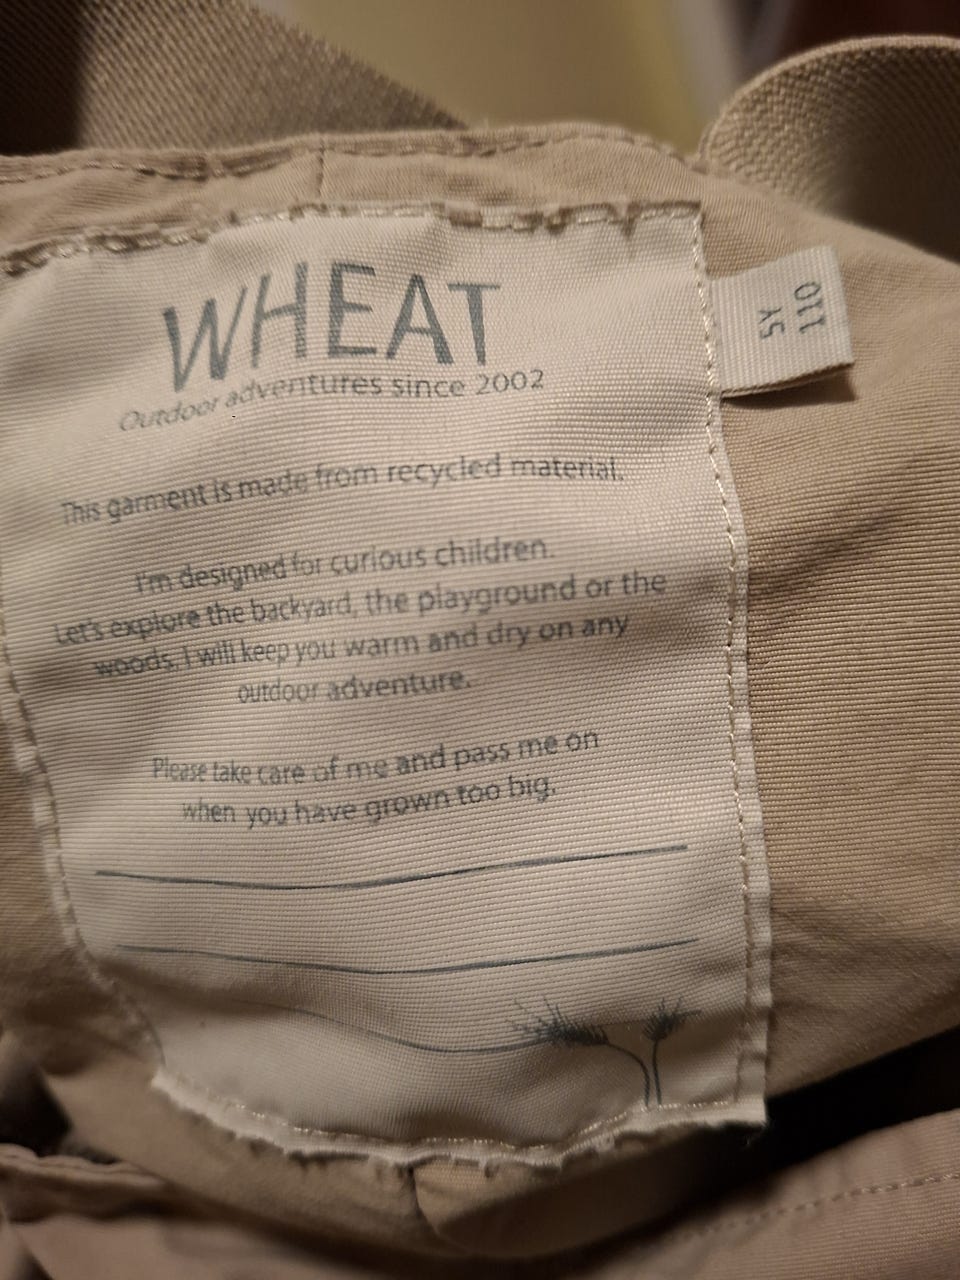 WHEAT
Outdoor adventures since 2002
5Y
110
This garment is made from recycled material.
I'm designed for curious children.
Let's explore the backyard, the playground or the
woods. I will keep you warm and dry on any
outdoor adventure.
Please take care of me and pass me on
when you have grown too big.